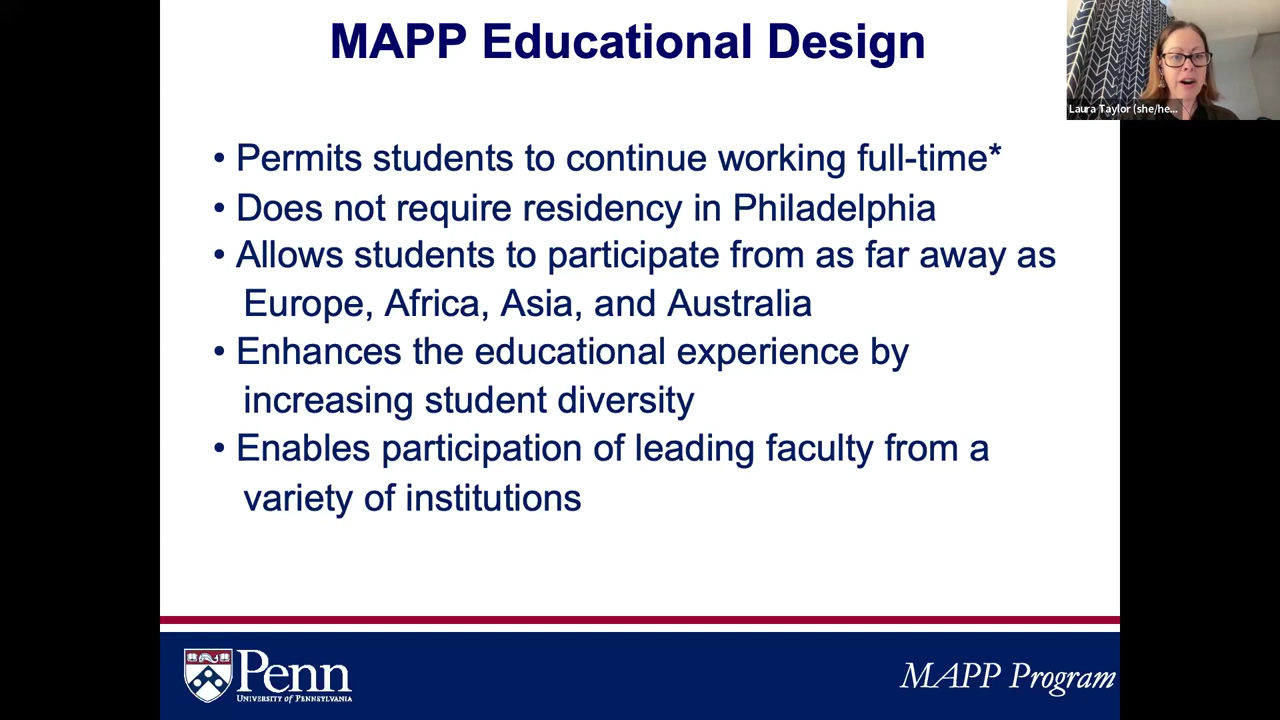 MAPP Educational Design
Laura Taylor (she/he...
• Permits students to continue working full-time*
• Does not require residency in Philadelphia
• Allows students to participate from as far away as
Europe, Africa, Asia, and Australia
• Enhances the educational experience by
increasing student diversity
• Enables participation of leading faculty from a
variety of institutions
Penn
UNIVERSITY OF PENNSYLVANIA
MAPP Program